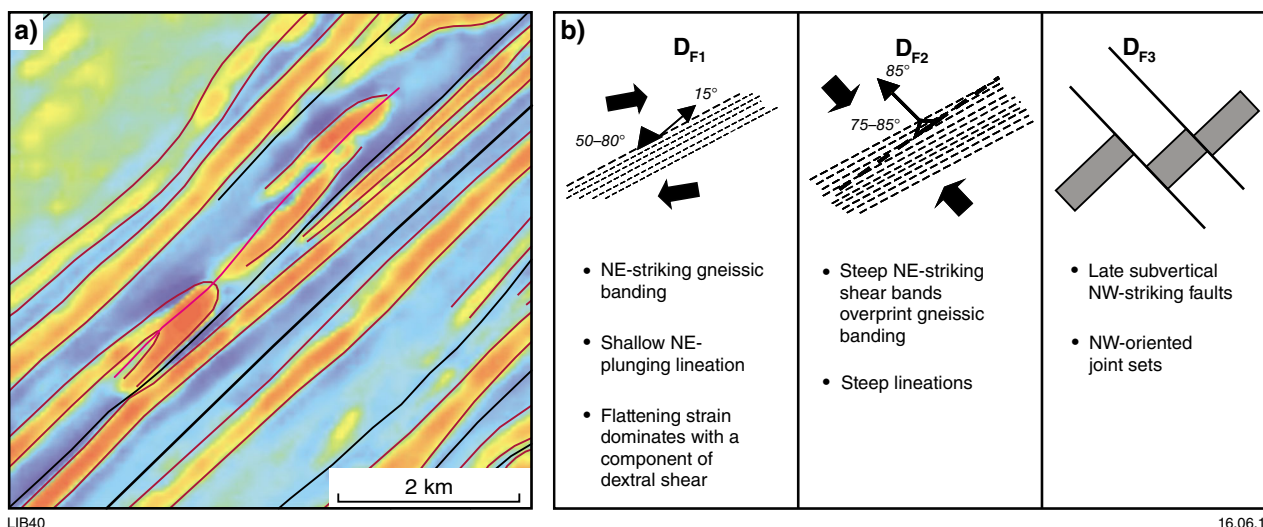 a)
2 km
LIB40
b)
DF1
15°
50–80°
• NE-striking gneissic
banding
• Shallow NE-
plunging lineation
• Flattening strain
dominates with a
component of
dextral shear
DF2
85°
75–85°
• Steep NE-striking
shear bands
overprint gneissic
banding
• Steep lineations
DF3
• Late subvertical
NW-striking faults
• NW-oriented
joint sets
16.06.1